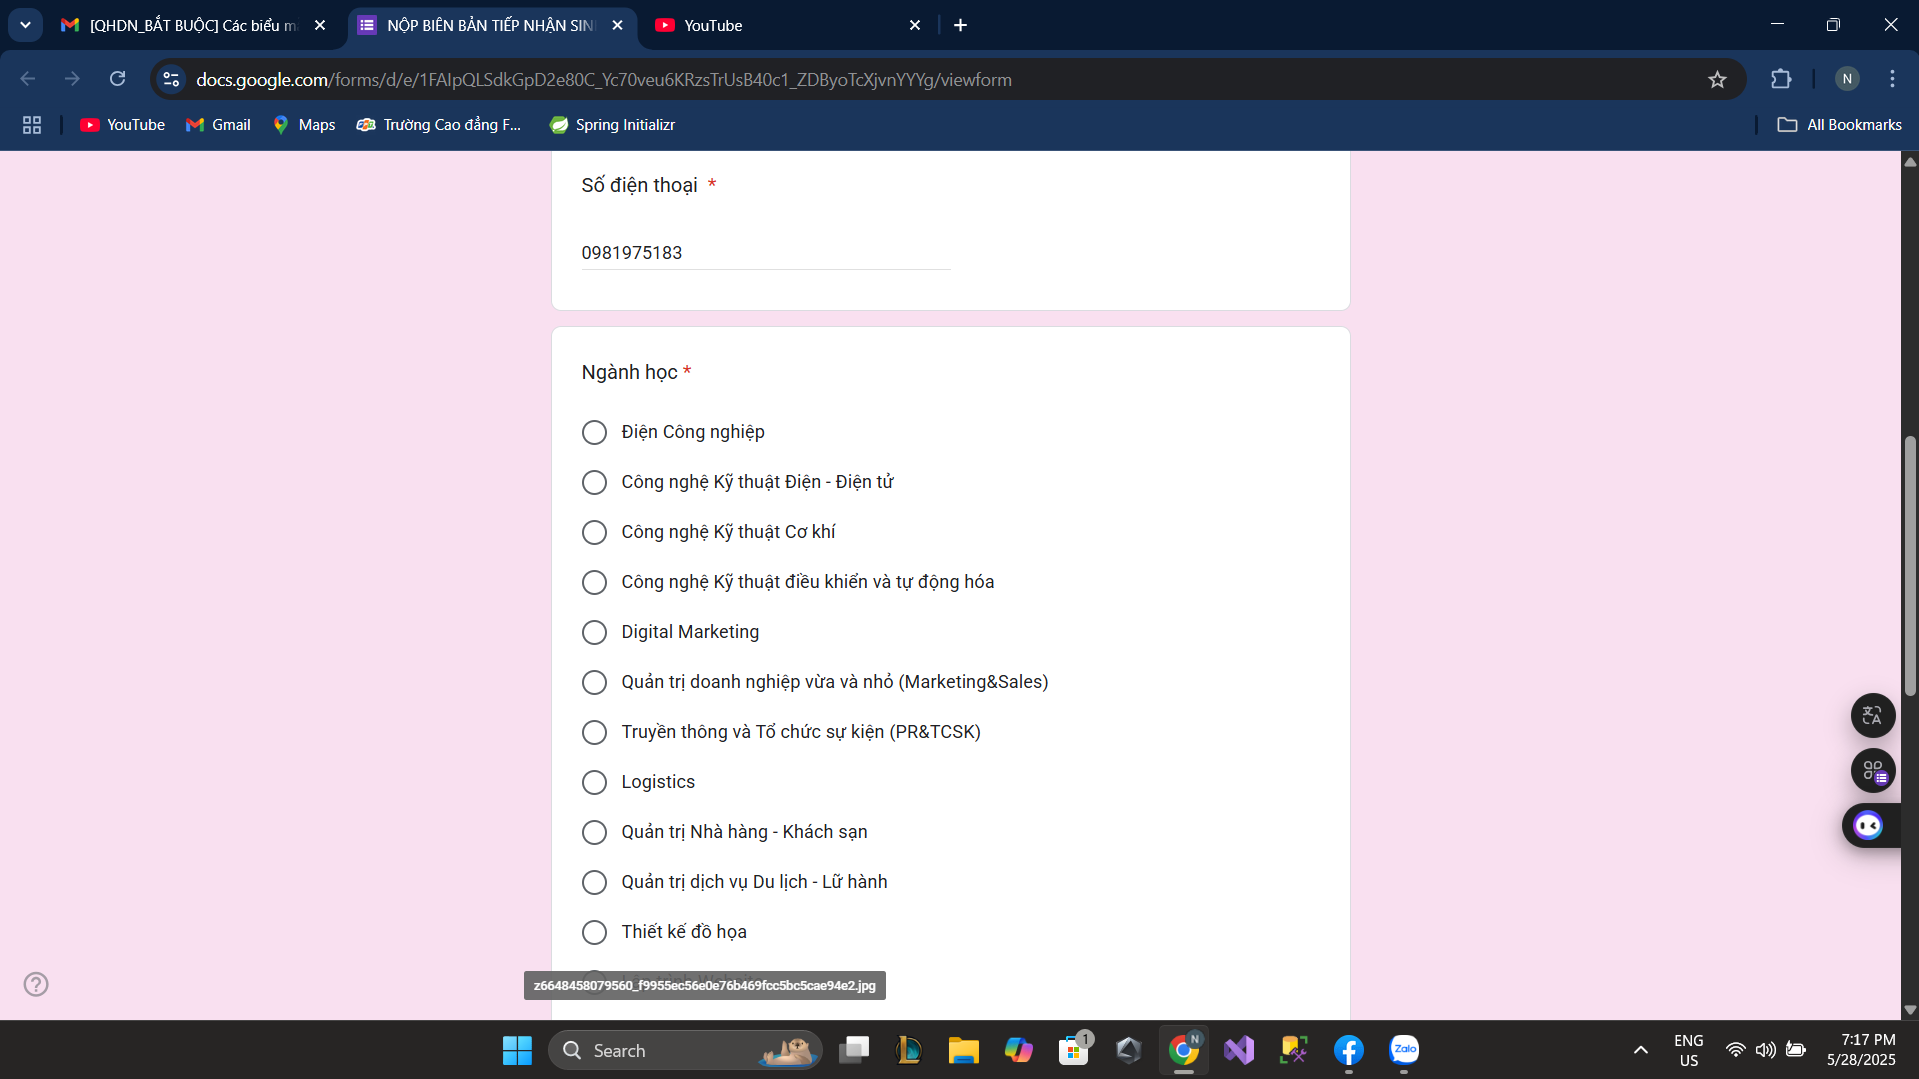 [QHDN_BẮT BUỘC] Các biểu m
NỘP BIÊN BẢN TIẾP NHẬN SIN
YouTube
docs.google.com/forms/d/e/1FAIpQLSdkGpD2e80C_Yc70veu6KRzsTrUsB40c1_ZDByoTcXjvnYYYg/viewform
N
YouTube
Gmail
Maps
Trường Cao đẳng F...
Spring Initializr
All Bookmarks
Số điện thoại *
0981975183
Ngành học *
Điện Công nghiệp
Công nghệ Kỹ thuật Điện - Điện tử
Công nghệ Kỹ thuật Cơ khí
Công nghệ Kỹ thuật điều khiển và tự động hóa
Digital Marketing
Quản trị doanh nghiệp vừa và nhỏ (Marketing&Sales)
Truyền thông và Tổ chức sự kiện (PR&TCSK)
Logistics
Quản trị Nhà hàng - Khách sạn
Quản trị dịch vụ Du lịch - Lữ hành
Thiết kế đồ họa
z6648458079560_f9955ec56e0e76b469fcc5bc5cae94e2.jpg
Search
1
N
Zalo
ENG
US
7:17 PM
5/28/2025